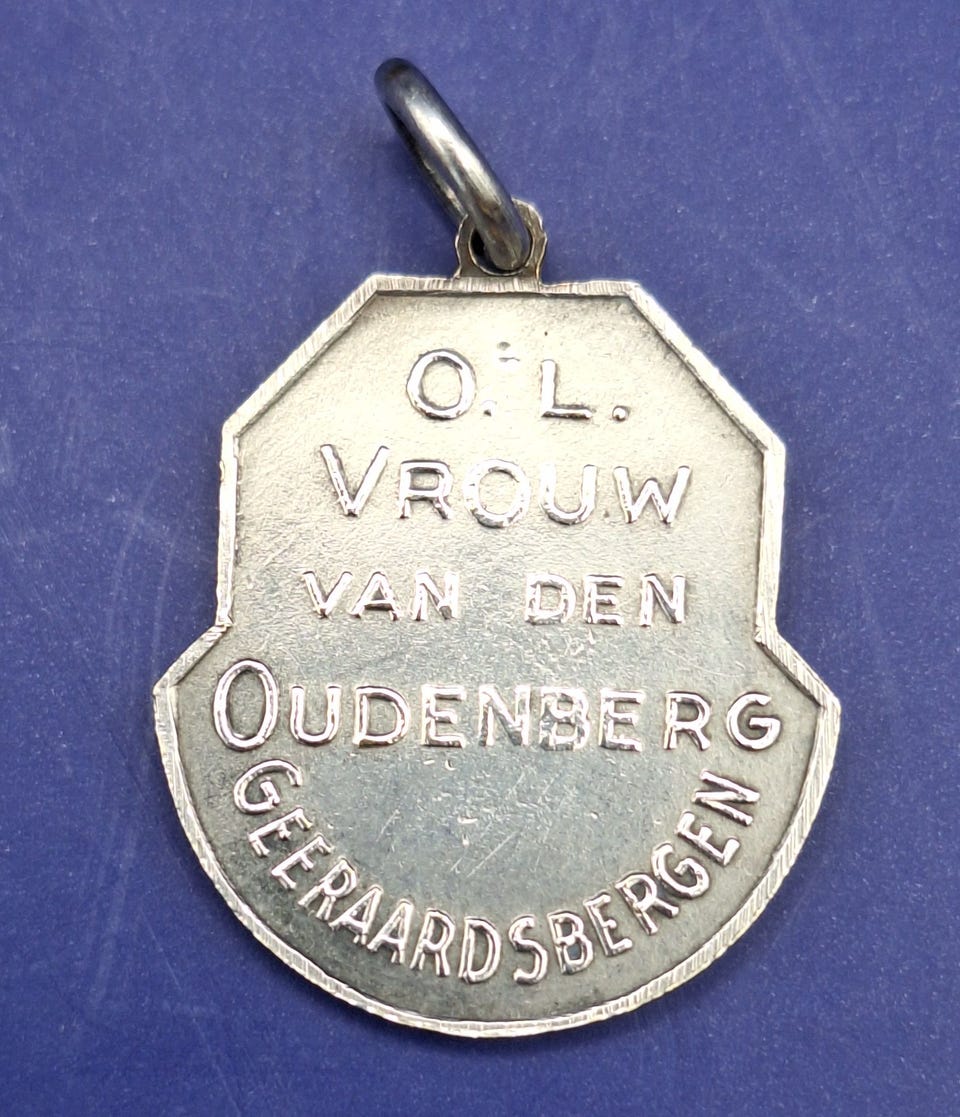 O. L.
VROUW
VAN DEN
OUDENBERG
GEERAARDSBERGEN